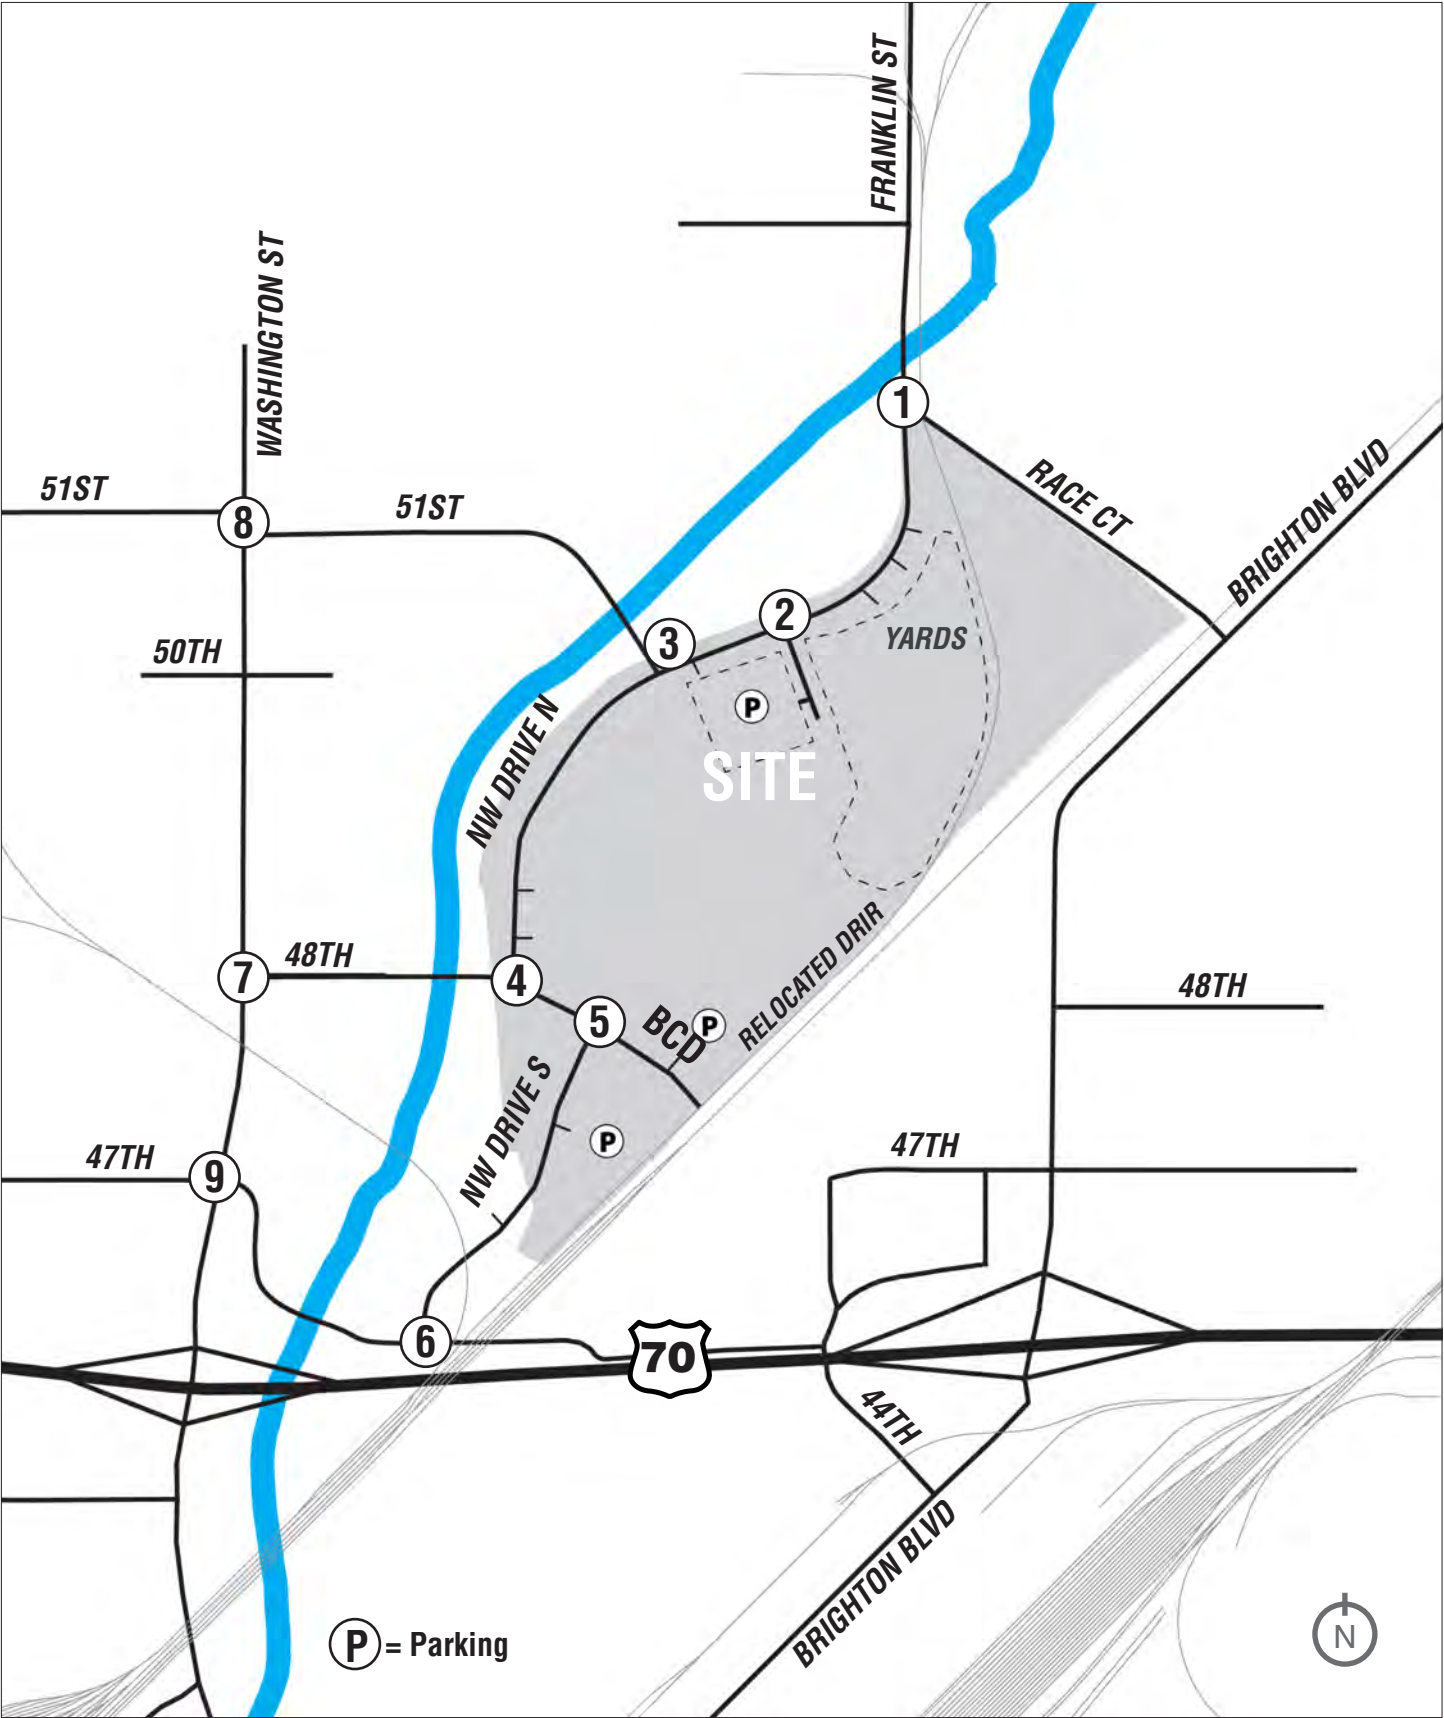 FRANKLIN ST
WASHINGTON ST
1
RACE CT
BRIGHTON BLVD
51ST
8
51ST
2
3
YARDS
50TH
P
NW DRIVE N
SITE
RELOCATED DRIR
7
48TH
4
48TH
5
BCD
P
NW DRIVE S
P
47TH
47TH
9
6
70
44TH
BRIGHTON BLVD
P = Parking
N